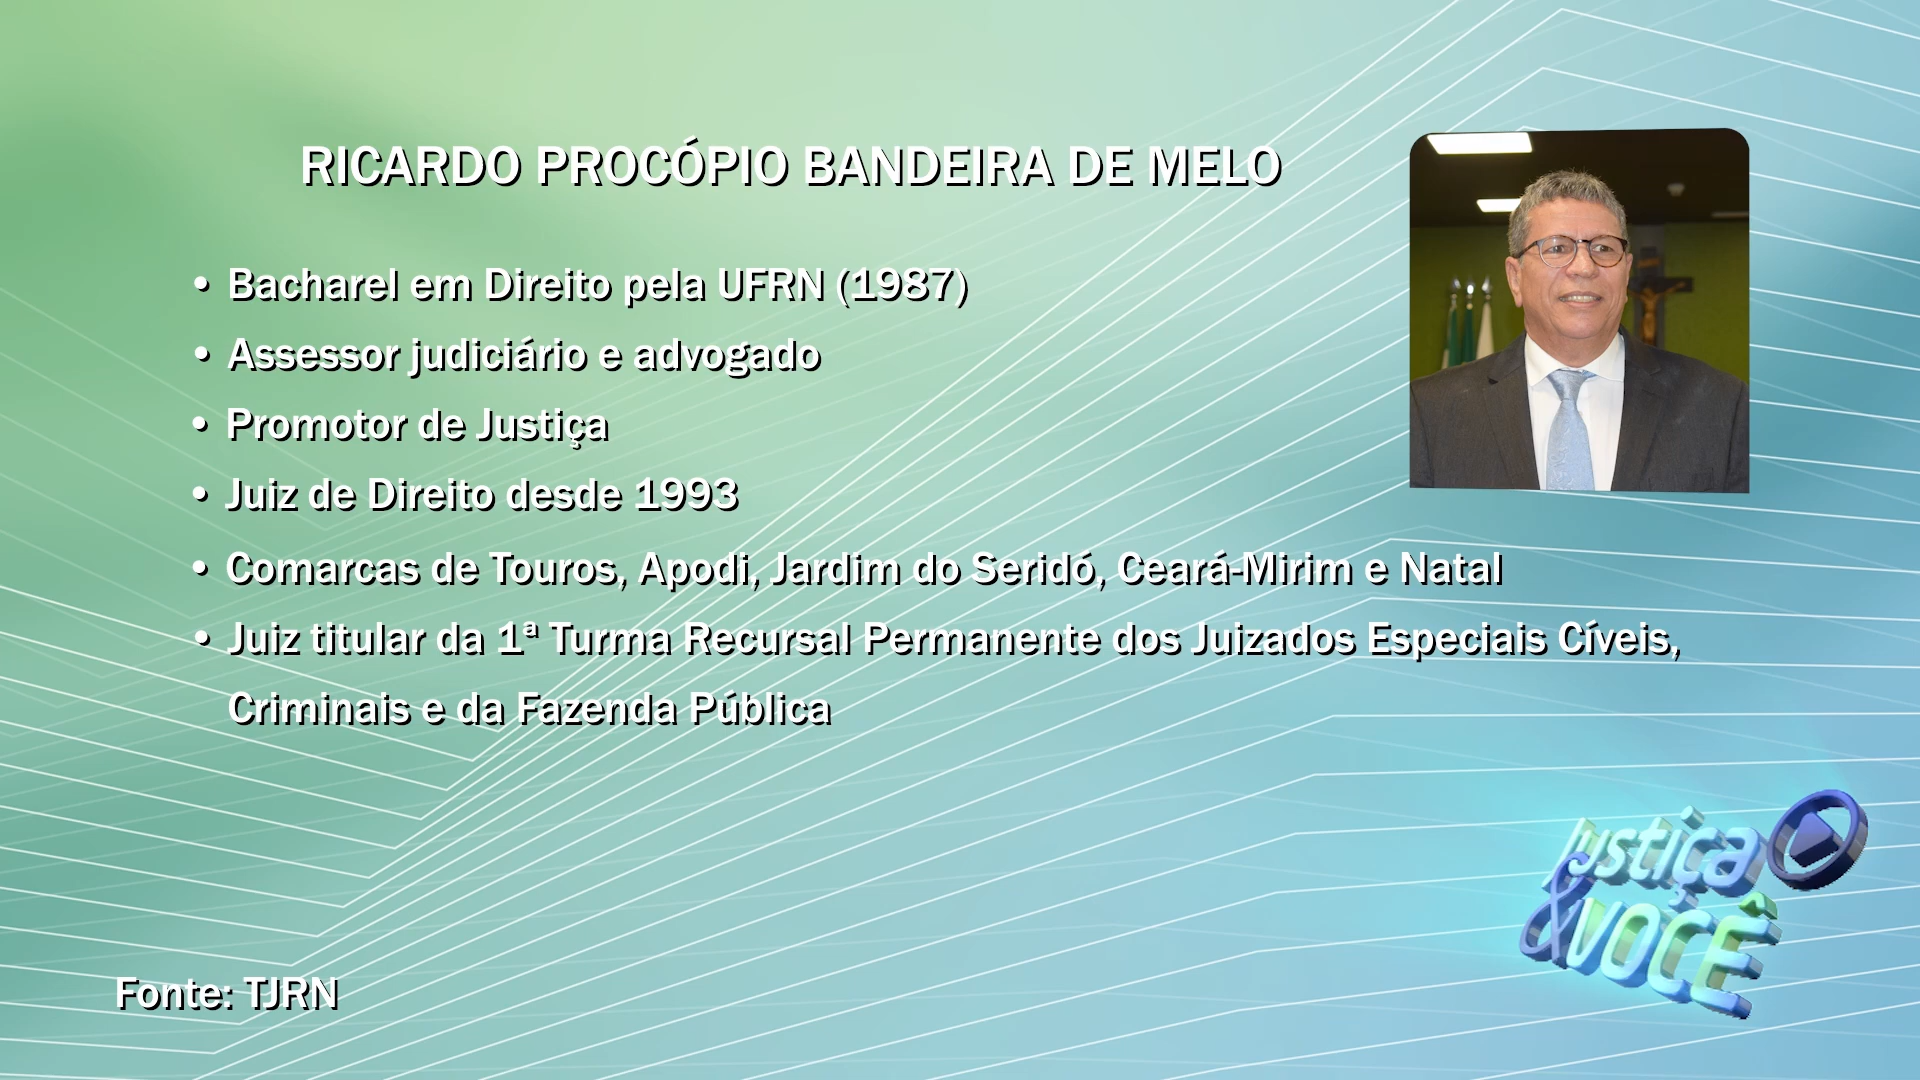 RICARDO PROCÓPIO BANDEIRA DE MELO
• Bacharel em Direito pela UFRN (1987)
• Assessor judiciário e advogado
• Promotor de Justiça
• Juiz de Direito desde 1993
• Comarcas de Touros, Apodi, Jardim do Seridó, Ceará-Mirim e Natal
• Juiz titular da 1ª Turma Recursal Permanente dos Juizados Especiais Cíveis,
Criminais e da Fazenda Pública
Justiça
& VOCÊ
Fonte: TJRN